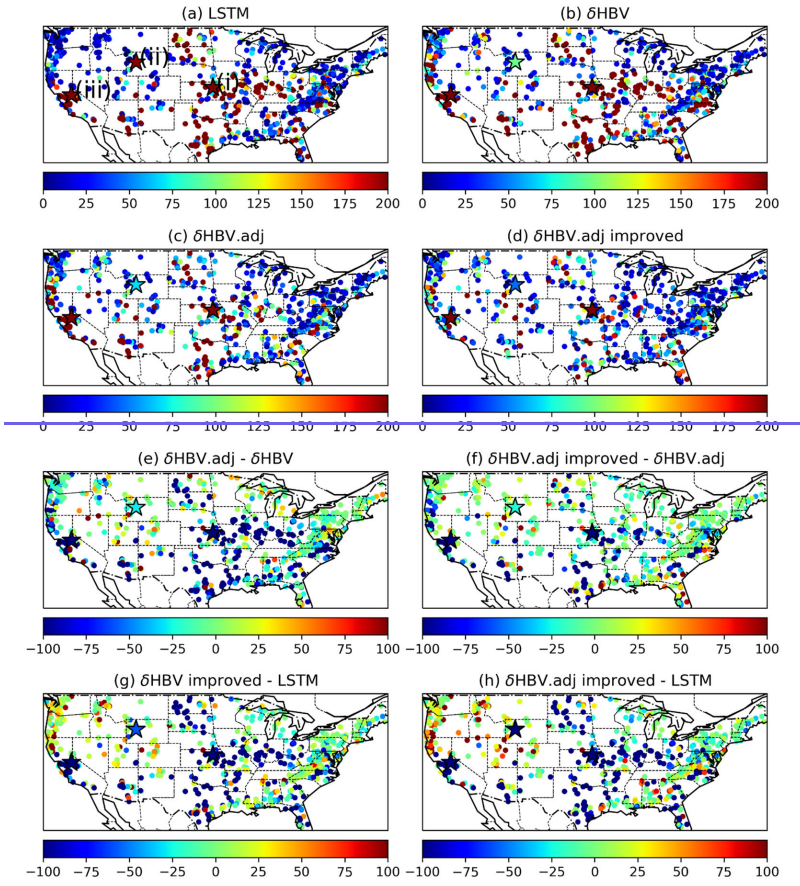 (a) LSTM
(b) δHBV
(ii)
(i)
(iii)
0 25 50 75 100 125 150 175 200
0 25 50 75 100 125 150 175 200
(c) δHBV.adj
(d) δHBV.adj improved
0 25 50 75 100 125 150 175 200
0 25 50 75 100 125 150 175 200
(e) δHBV.adj - δHBV
(f) δHBV.adj improved - δHBV.adj
−100 −75 −50 −25 0 25 50 75 100
−100 −75 −50 −25 0 25 50 75 100
(g) δHBV improved - LSTM
(h) δHBV.adj improved - LSTM
−100 −75 −50 −25 0 25 50 75 100
−100 −75 −50 −25 0 25 50 75 100